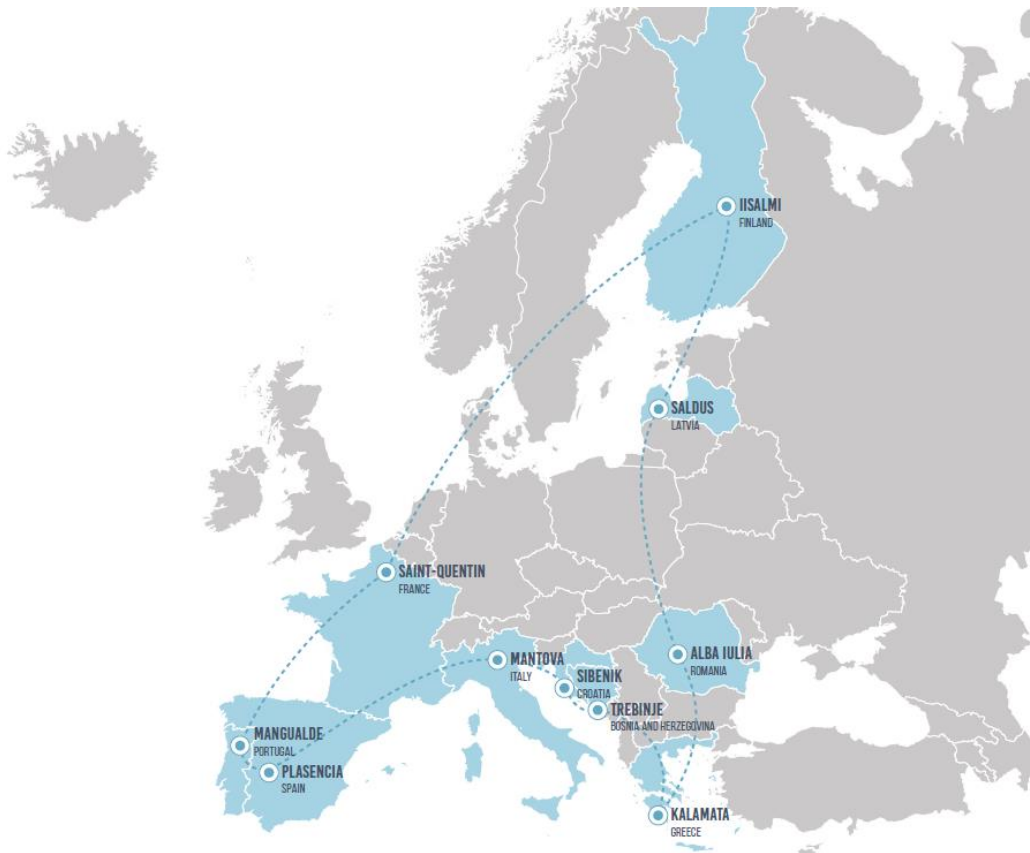 IISALMI
FINLAND
SALDUS
LATVIA
SAINT-QUENTIN
FRANCE
ALBA IULIA
ROMANIA
MANTOVA
ITALY
SIBENIK
CROATIA
TREBINJE
BOSNIA AND HERZEGOVINA
MANGUALDE
PORTUGAL
PLASENCIA
SPAIN
KALAMATA
GREECE